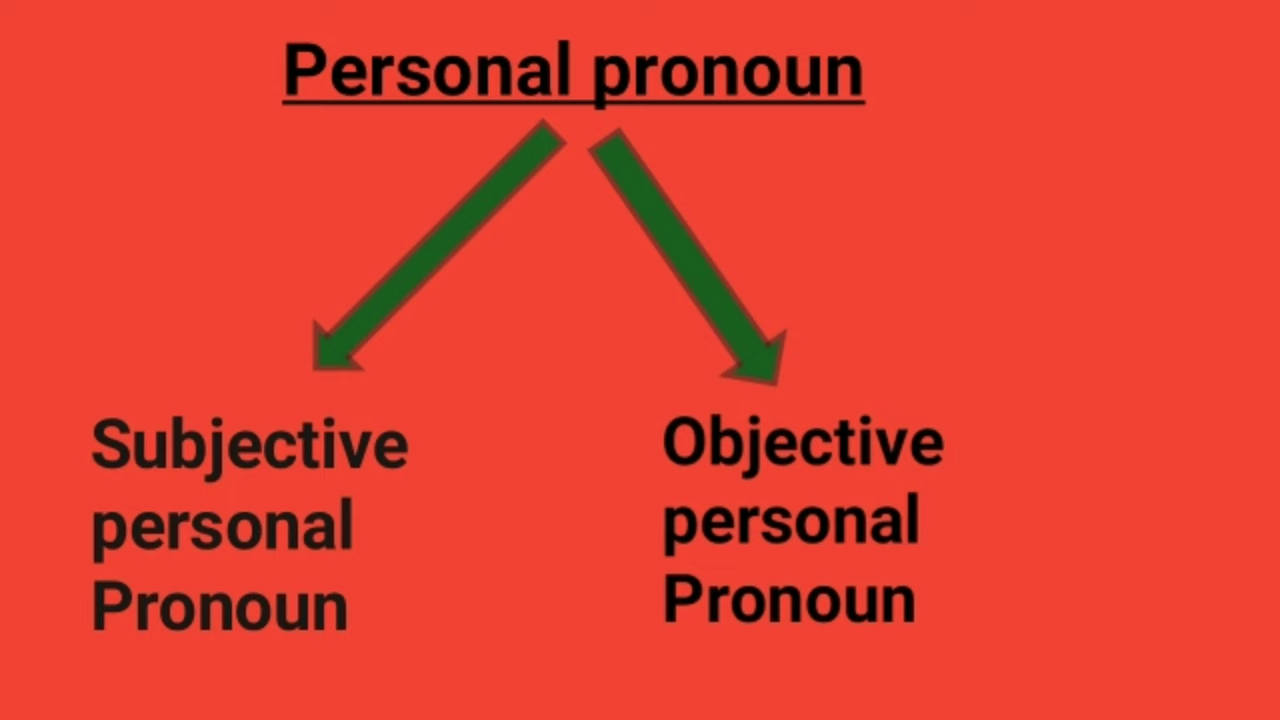 Personal pronoun
Subjective
personal
Pronoun
Objective
personal
Pronoun